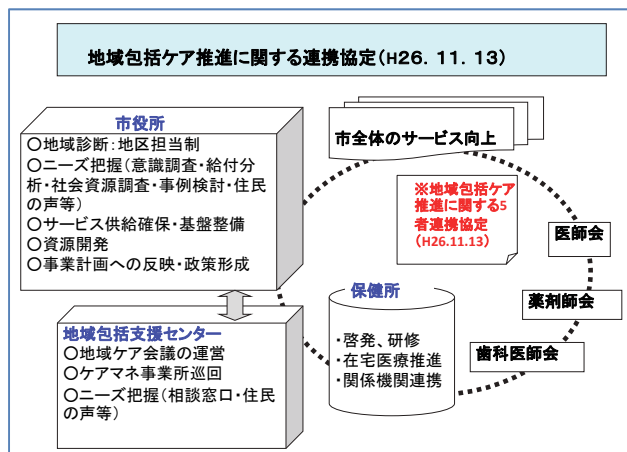 地域包括ケア推進に関する連携協定(H26. 11. 13)
市役所
○地域診断:地区担当制
○ニーズ把握(意識調査・給付分
析・社会資源調査・事例検討・住民
の声等)
○サービス供給確保・基盤整備
○資源開発
○事業計画への反映・政策形成
市全体のサービス向上
※地域包括ケア
推進に関する5
者連携協定
(H26.11.13)
医師会
薬剤師会
歯科医師会
保健所
・啓発、研修
・在宅医療推進
・関係機関連携
地域包括支援センター
○地域ケア会議の運営
○ケアマネ事業所巡回
○ニーズ把握(相談窓口・住民
の声等)